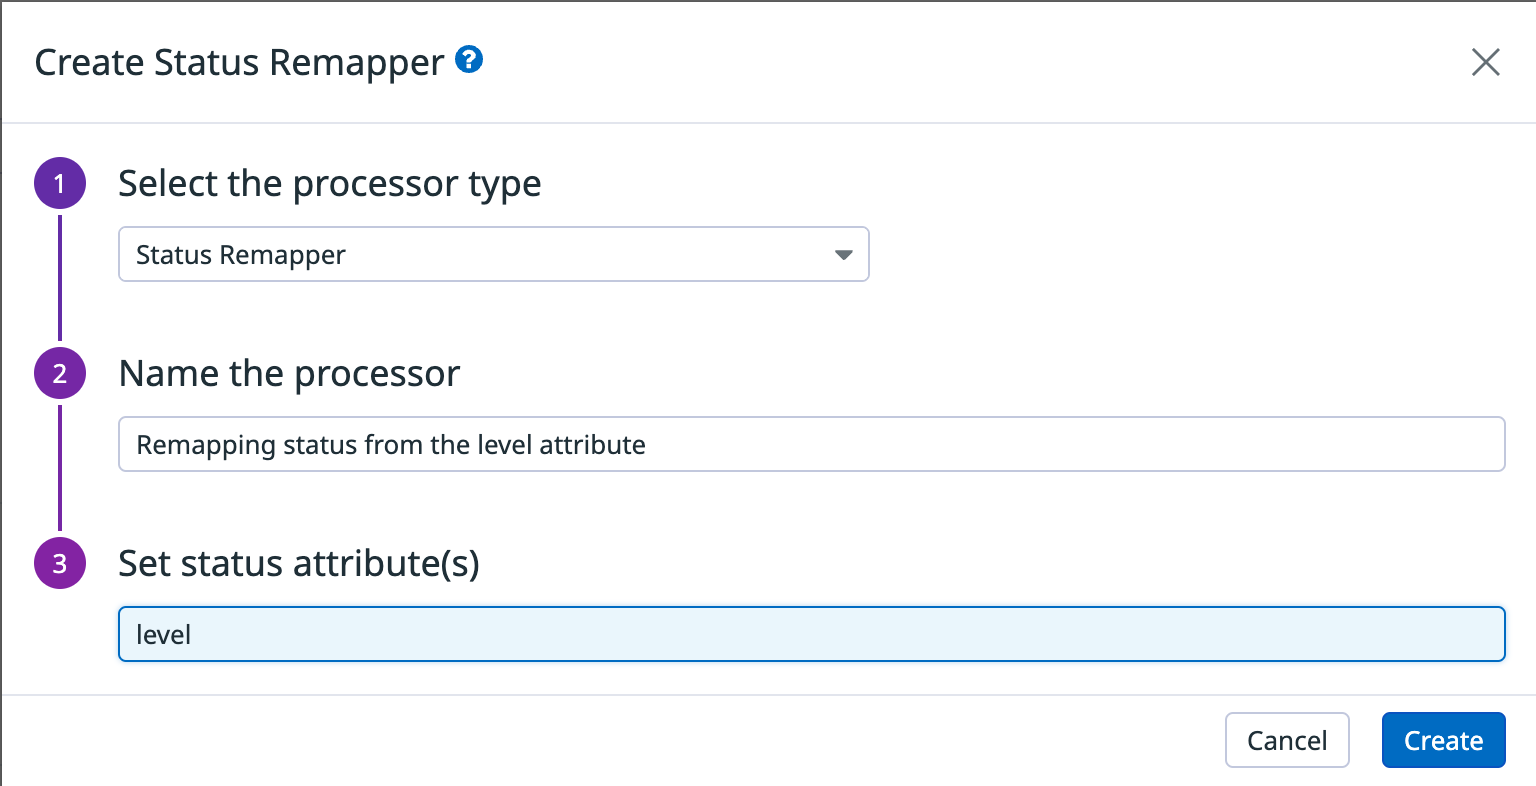 Create Status Remapper ?
1 Select the processor type
Status Remapper
2 Name the processor
Remapping status from the level attribute
3 Set status attribute(s)
level
Cancel Create